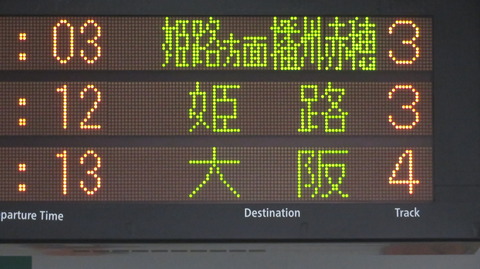 :03 姫路方面播州赤穂 3
:12 姫路 3
:13 大阪 4
parture Time Destination Track